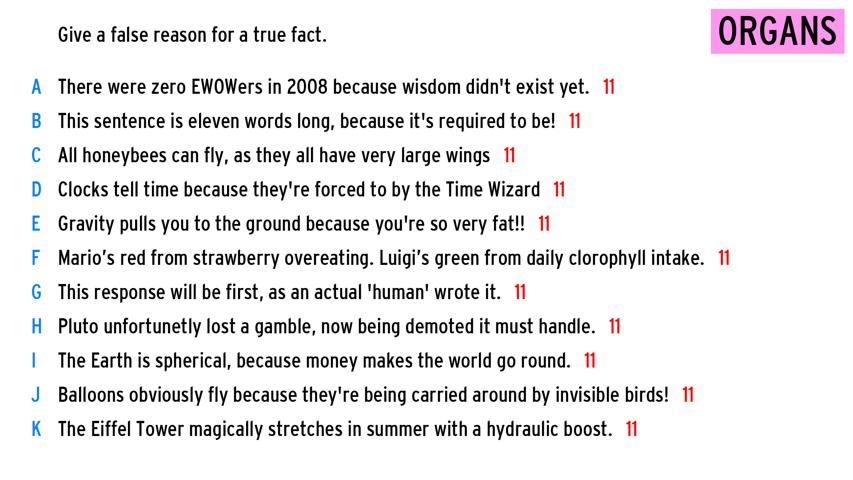 Give a false reason for a true fact.
ORGANS
A There were zero EWOWers in 2008 because wisdom didn't exist yet. 11
B This sentence is eleven words long, because it's required to be! 11
C All honeybees can fly, as they all have very large wings 11
D Clocks tell time because they're forced to by the Time Wizard 11
E Gravity pulls you to the ground because you're so very fat!! 11
F Mario’s red from strawberry overeating. Luigi’s green from daily clorophyll intake. 11
G This response will be first, as an actual 'human' wrote it. 11
H Pluto unfortunetly lost a gamble, now being demoted it must handle. 11
I The Earth is spherical, because money makes the world go round. 11
J Balloons obviously fly because they're being carried around by invisible birds! 11
K The Eiffel Tower magically stretches in summer with a hydraulic boost. 11